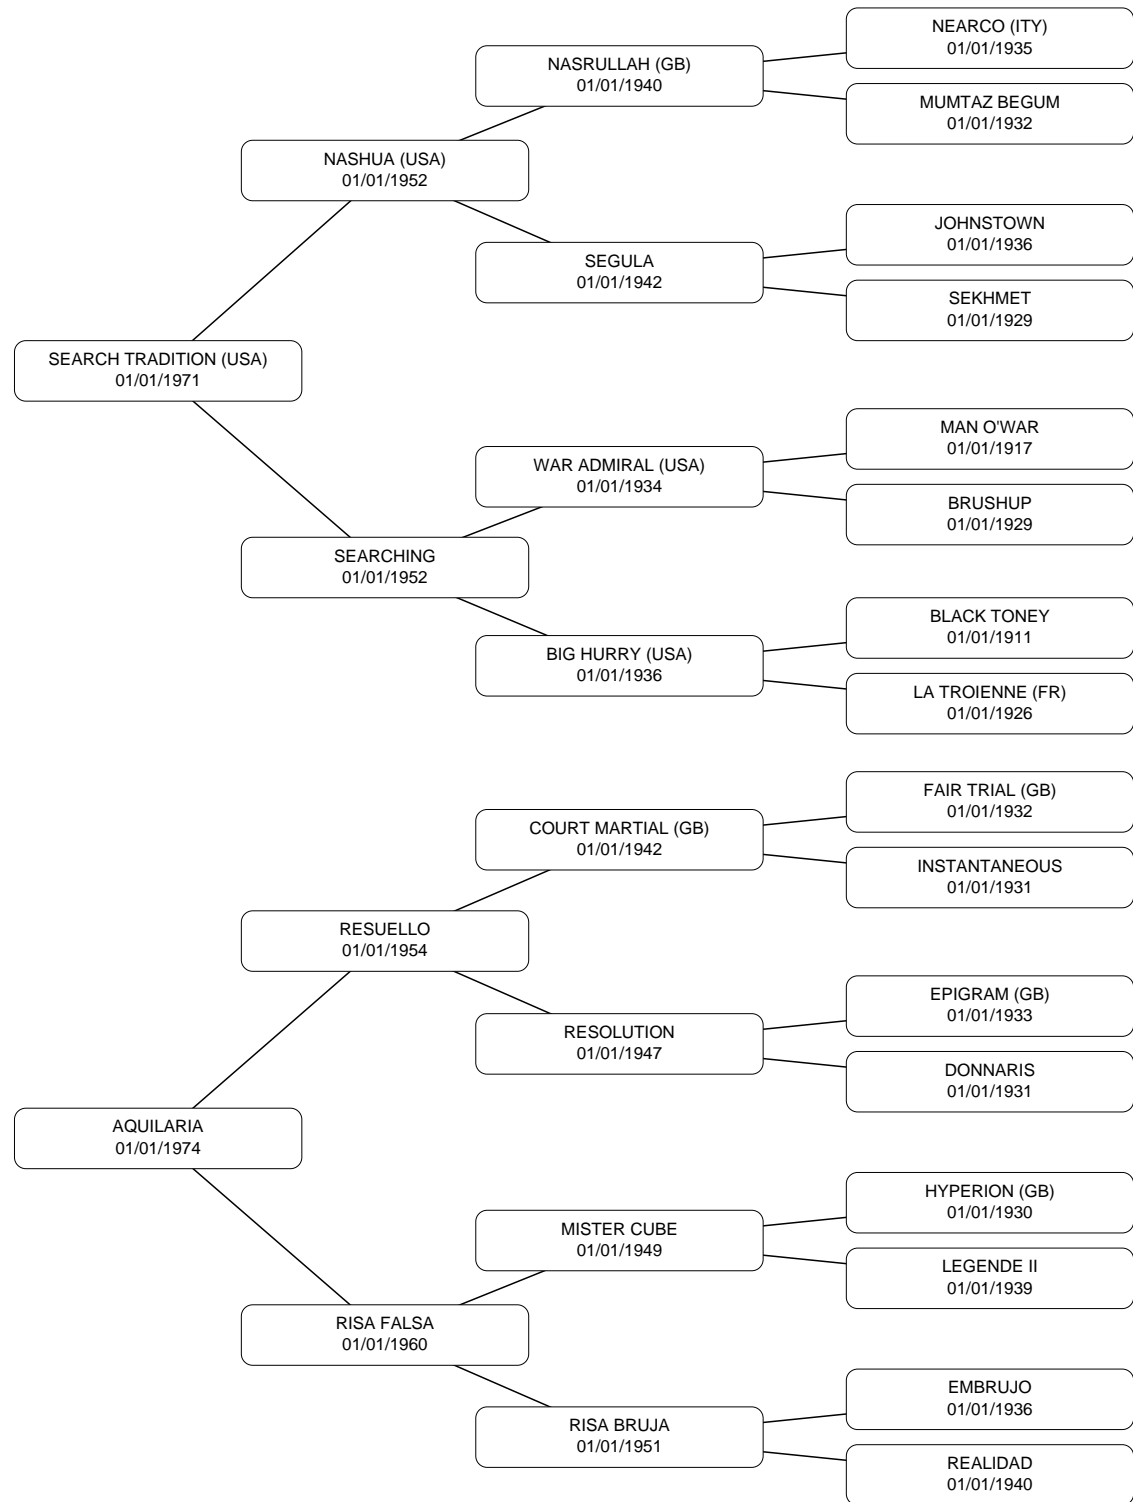 NEARCO (ITY)
01/01/1935
NASRULLAH (GB)
01/01/1940
MUMTAZ BEGUM
01/01/1932
NASHUA (USA)
01/01/1952
JOHNSTOWN
01/01/1936
SEGULA
01/01/1942
SEKHMET
01/01/1929
SEARCH TRADITION (USA)
01/01/1971
MAN O'WAR
01/01/1917
WAR ADMIRAL (USA)
01/01/1934
BRUSHUP
01/01/1929
SEARCHING
01/01/1952
BLACK TONEY
01/01/1911
BIG HURRY (USA)
01/01/1936
LA TROIENNE (FR)
01/01/1926
FAIR TRIAL (GB)
01/01/1932
COURT MARTIAL (GB)
01/01/1942
INSTANTANEOUS
01/01/1931
RESUELLO
01/01/1954
EPIGRAM (GB)
01/01/1933
RESOLUTION
01/01/1947
DONNARIS
01/01/1931
AQUILARIA
01/01/1974
HYPERION (GB)
01/01/1930
MISTER CUBE
01/01/1949
LEGENDE II
01/01/1939
RISA FALSA
01/01/1960
EMBRUJO
01/01/1936
RISA BRUJA
01/01/1951
REALIDAD
01/01/1940